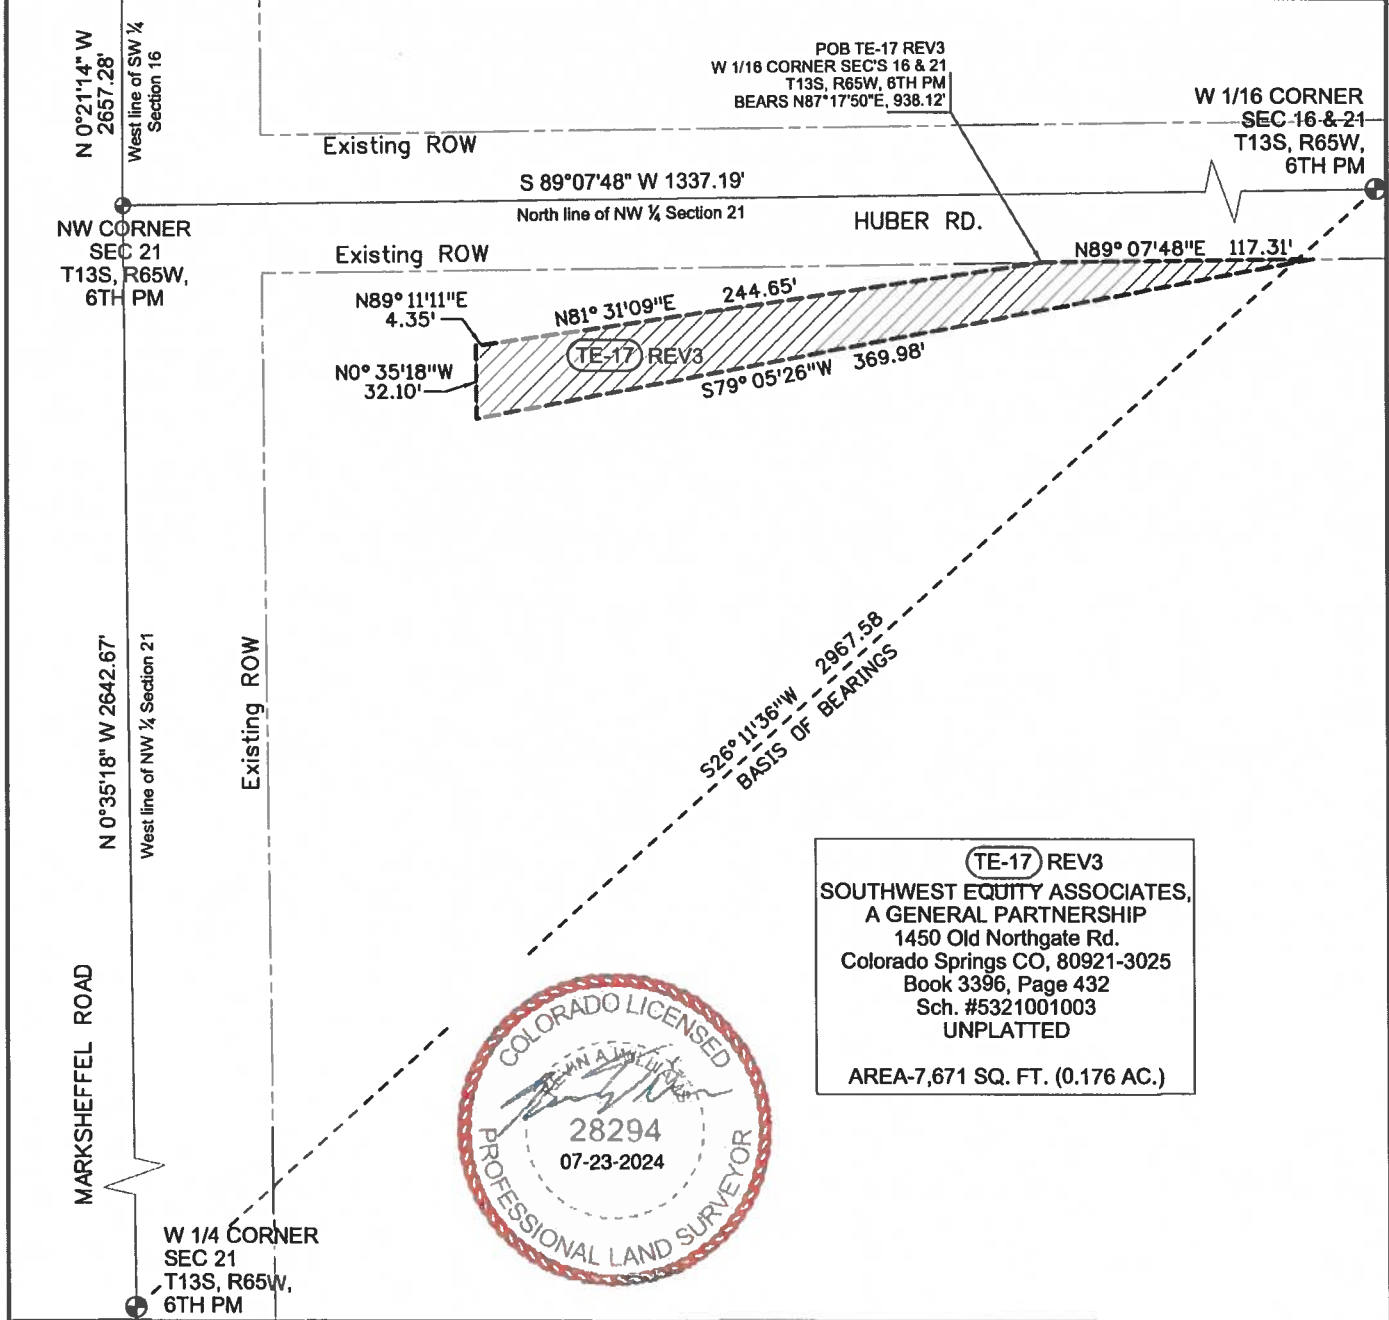 N 0°21'14" W
2657.28'
West line of SW ¼
Section 16
POB TE-17 REV3
W 1/16 CORNER SEC'S 16 & 21
T13S, R65W, 6TH PM
BEARS N87°17'50"E, 938.12'
W 1/16 CORNER
SEC 16 & 21
T13S, R65W,
6TH PM
Existing ROW
S 89°07'48" W 1337.19'
North line of NW ¼ Section 21
HUBER RD.
NW CORNER
SEC 21
T13S, R65W,
6TH PM
Existing ROW
N89° 07'48"E 117.31'
N89° 11'11"E
4.35'
N81° 31'09"E 244.65'
TE-17 REV3
N0° 35'18"W
32.10'
S79° 05'26"W 369.98'
N 0°35'18" W 2642.67'
West line of NW ¼ Section 21
Existing ROW
S26° 11'36"W 2967.58
BASIS OF BEARINGS
TE-17 REV3
SOUTHWEST EQUITY ASSOCIATES,
A GENERAL PARTNERSHIP
1450 Old Northgate Rd.
Colorado Springs CO, 80921-3025
Book 3396, Page 432
Sch. #5321001003
UNPLATTED
AREA-7,671 SQ. FT. (0.176 AC.)
MARKSHEFFEL ROAD
COLORADO LICENSED
28294
07-23-2024
PROFESSIONAL LAND SURVEYOR
W 1/4 CORNER
SEC 21
T13S, R65W,
6TH PM